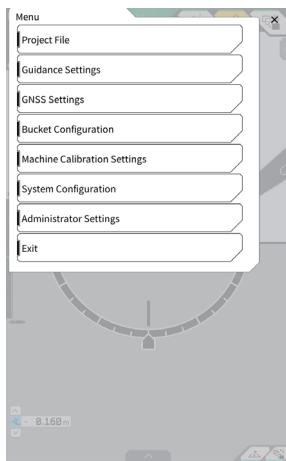 Menu
Project File
Guidance Settings
GNSS Settings
Bucket Configuration
Machine Calibration Settings
System Configuration
Administrator Settings
Exit
- 0.160 m